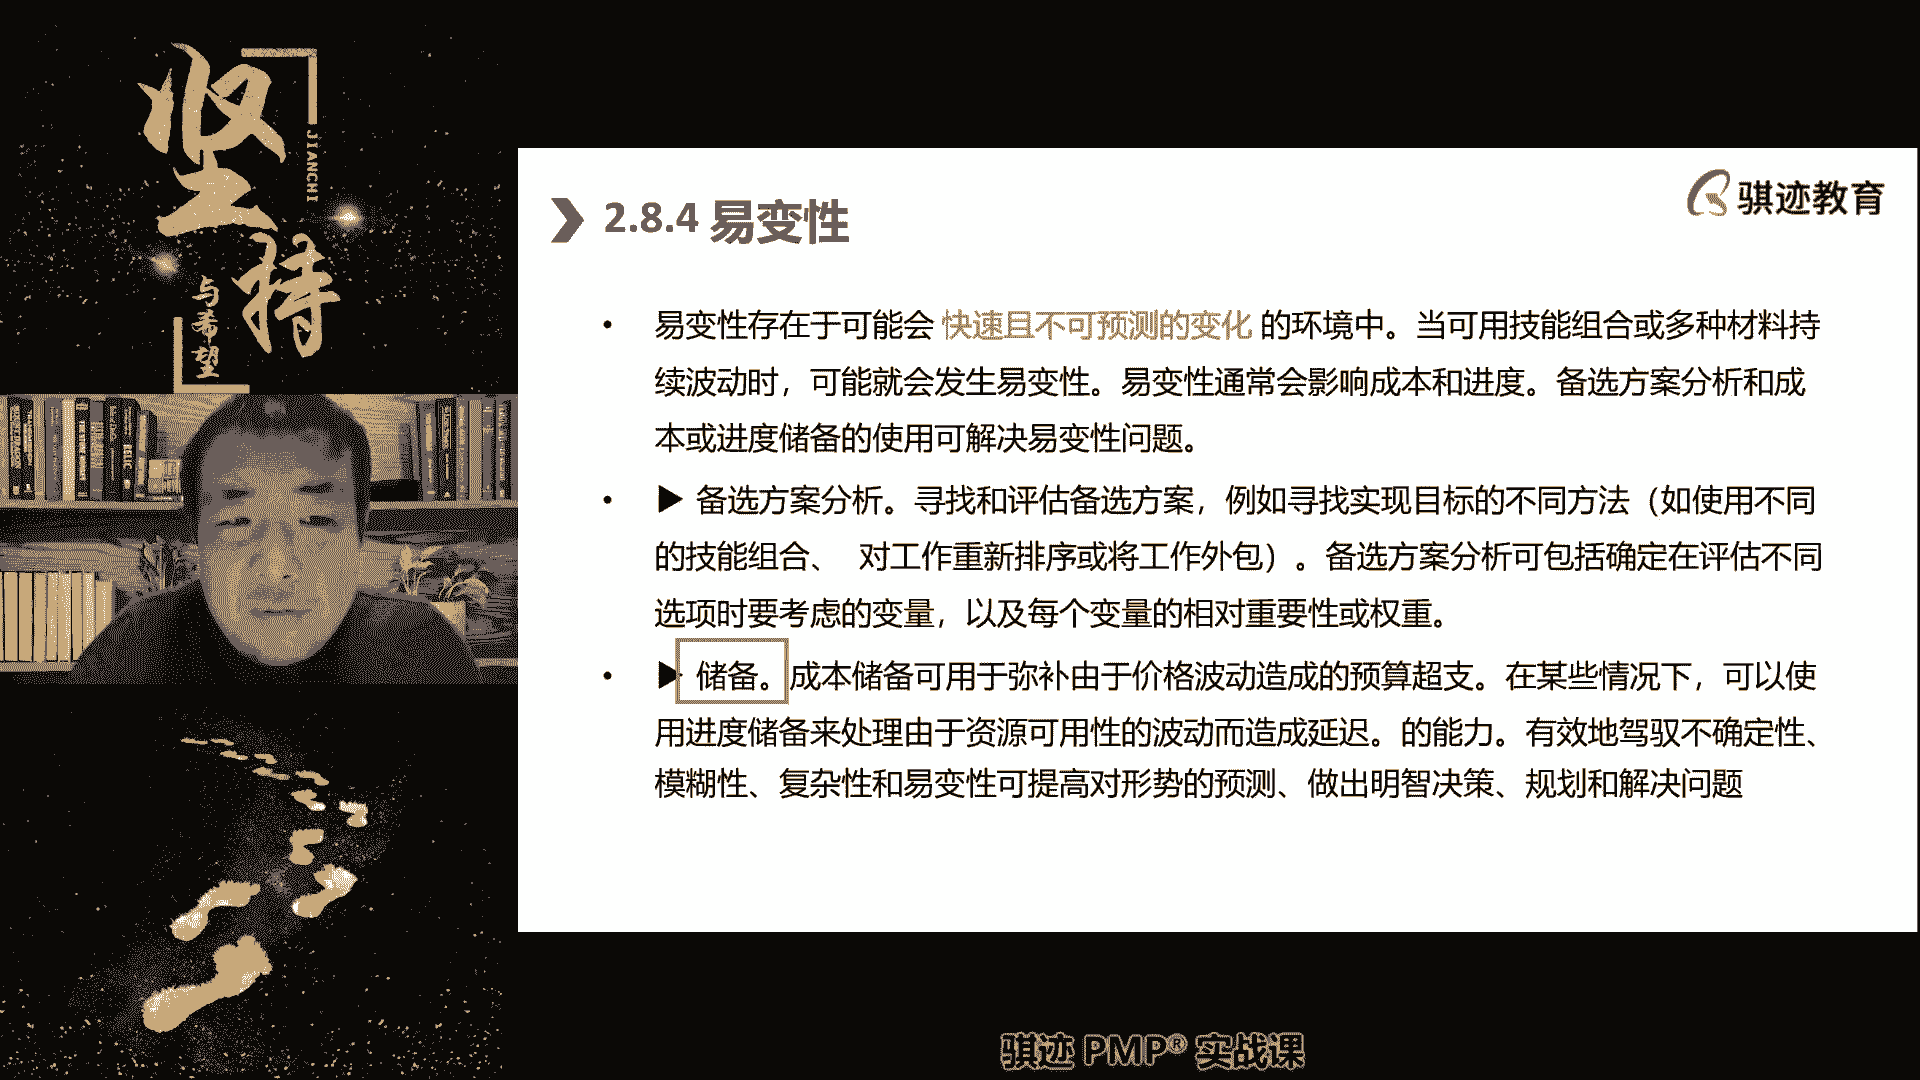 坚持
JIANCHI
与希望
骐迹教育
2.8.4 易变性
• 易变性存在于可能会 快速且不可预测的变化 的环境中。当可用技能组合或多种材料持
续波动时，可能就会发生易变性。易变性通常会影响成本和进度。备选方案分析和成
本或进度储备的使用可解决易变性问题。
• ▶ 备选方案分析。寻找和评估备选方案，例如寻找实现目标的不同方法（如使用不同
的技能组合、 对工作重新排序或将工作外包）。备选方案分析可包括确定在评估不同
选项时要考虑的变量，以及每个变量的相对重要性或权重。
• ▶ 储备。成本储备可用于弥补由于价格波动造成的预算超支。在某些情况下，可以使
用进度储备来处理由于资源可用性的波动而造成延迟。的能力。有效地驾驭不确定性、
模糊性、复杂性和易变性可提高对形势的预测、做出明智决策、规划和解决问题
骐迹 PMP® 实战课